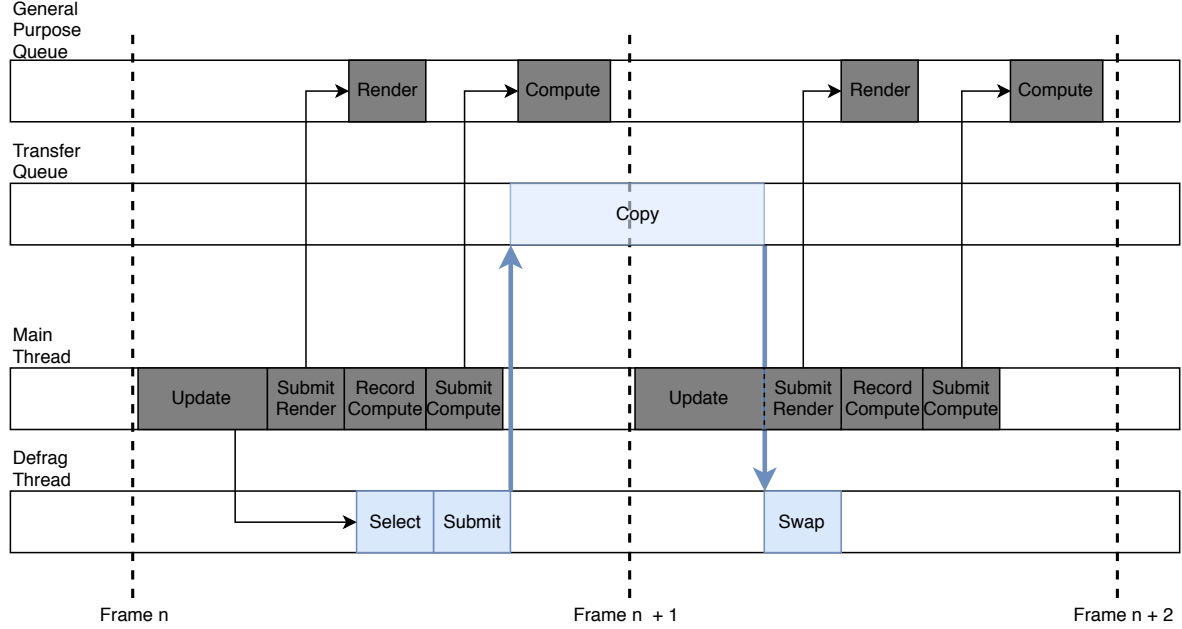 General
Purpose
Queue
Render
Compute
Render
Compute
Transfer
Queue
Copy
Main
Thread
Update
Submit
Render
Record
Compute
Submit
Compute
Update
Submit
Render
Record
Compute
Submit
Compute
Defrag
Thread
Select
Submit
Swap
Frame n
Frame n + 1
Frame n + 2